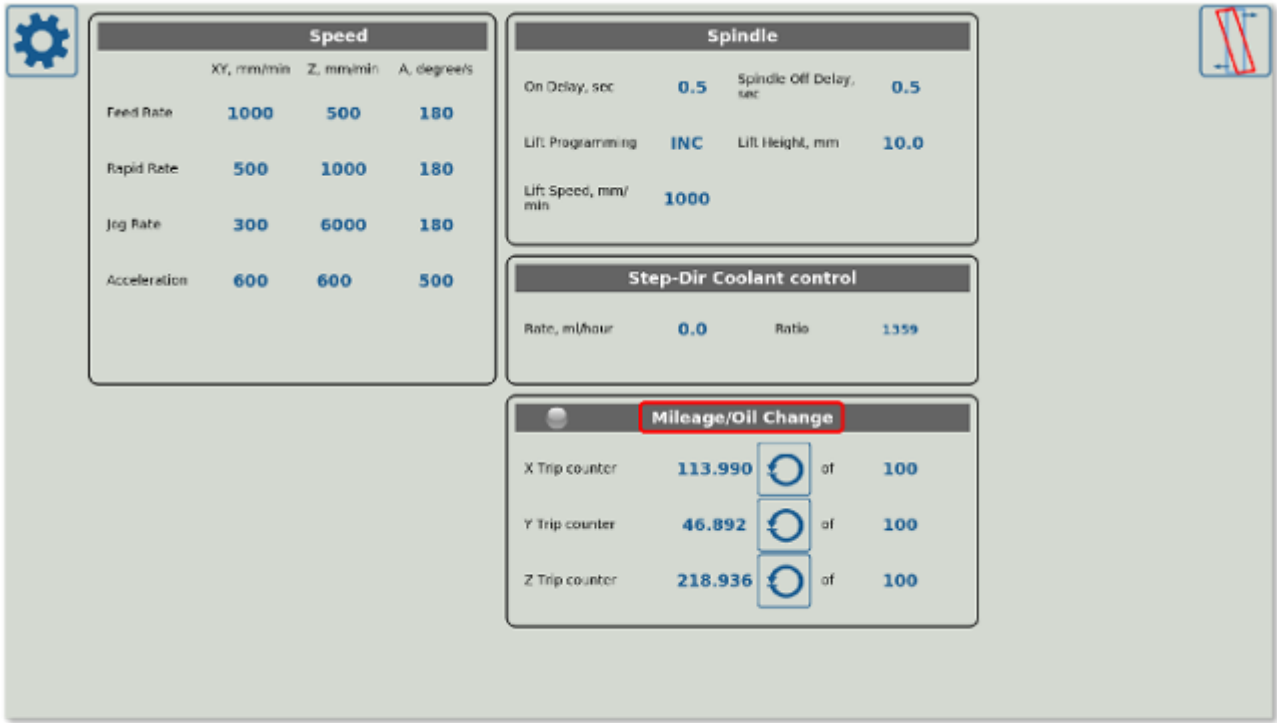 Speed
XY, mm/min Z, mm/min A, degree/s
Feed Rate 1000 500 180
Rapid Rate 500 1000 180
Jog Rate 300 6000 180
Acceleration 600 600 500
Spindle
On Delay, sec 0.5 Spindle Off Delay, sec 0.5
Lift Programming INC Lift Height, mm 10.0
Lift Speed, mm/
min 1000
Step-Dir Coolant control
Rate, ml/hour 0.0 Ratio 1359
Mileage/Oil Change
X Trip counter 113.990 of 100
Y Trip counter 46.892 of 100
Z Trip counter 218.936 of 100